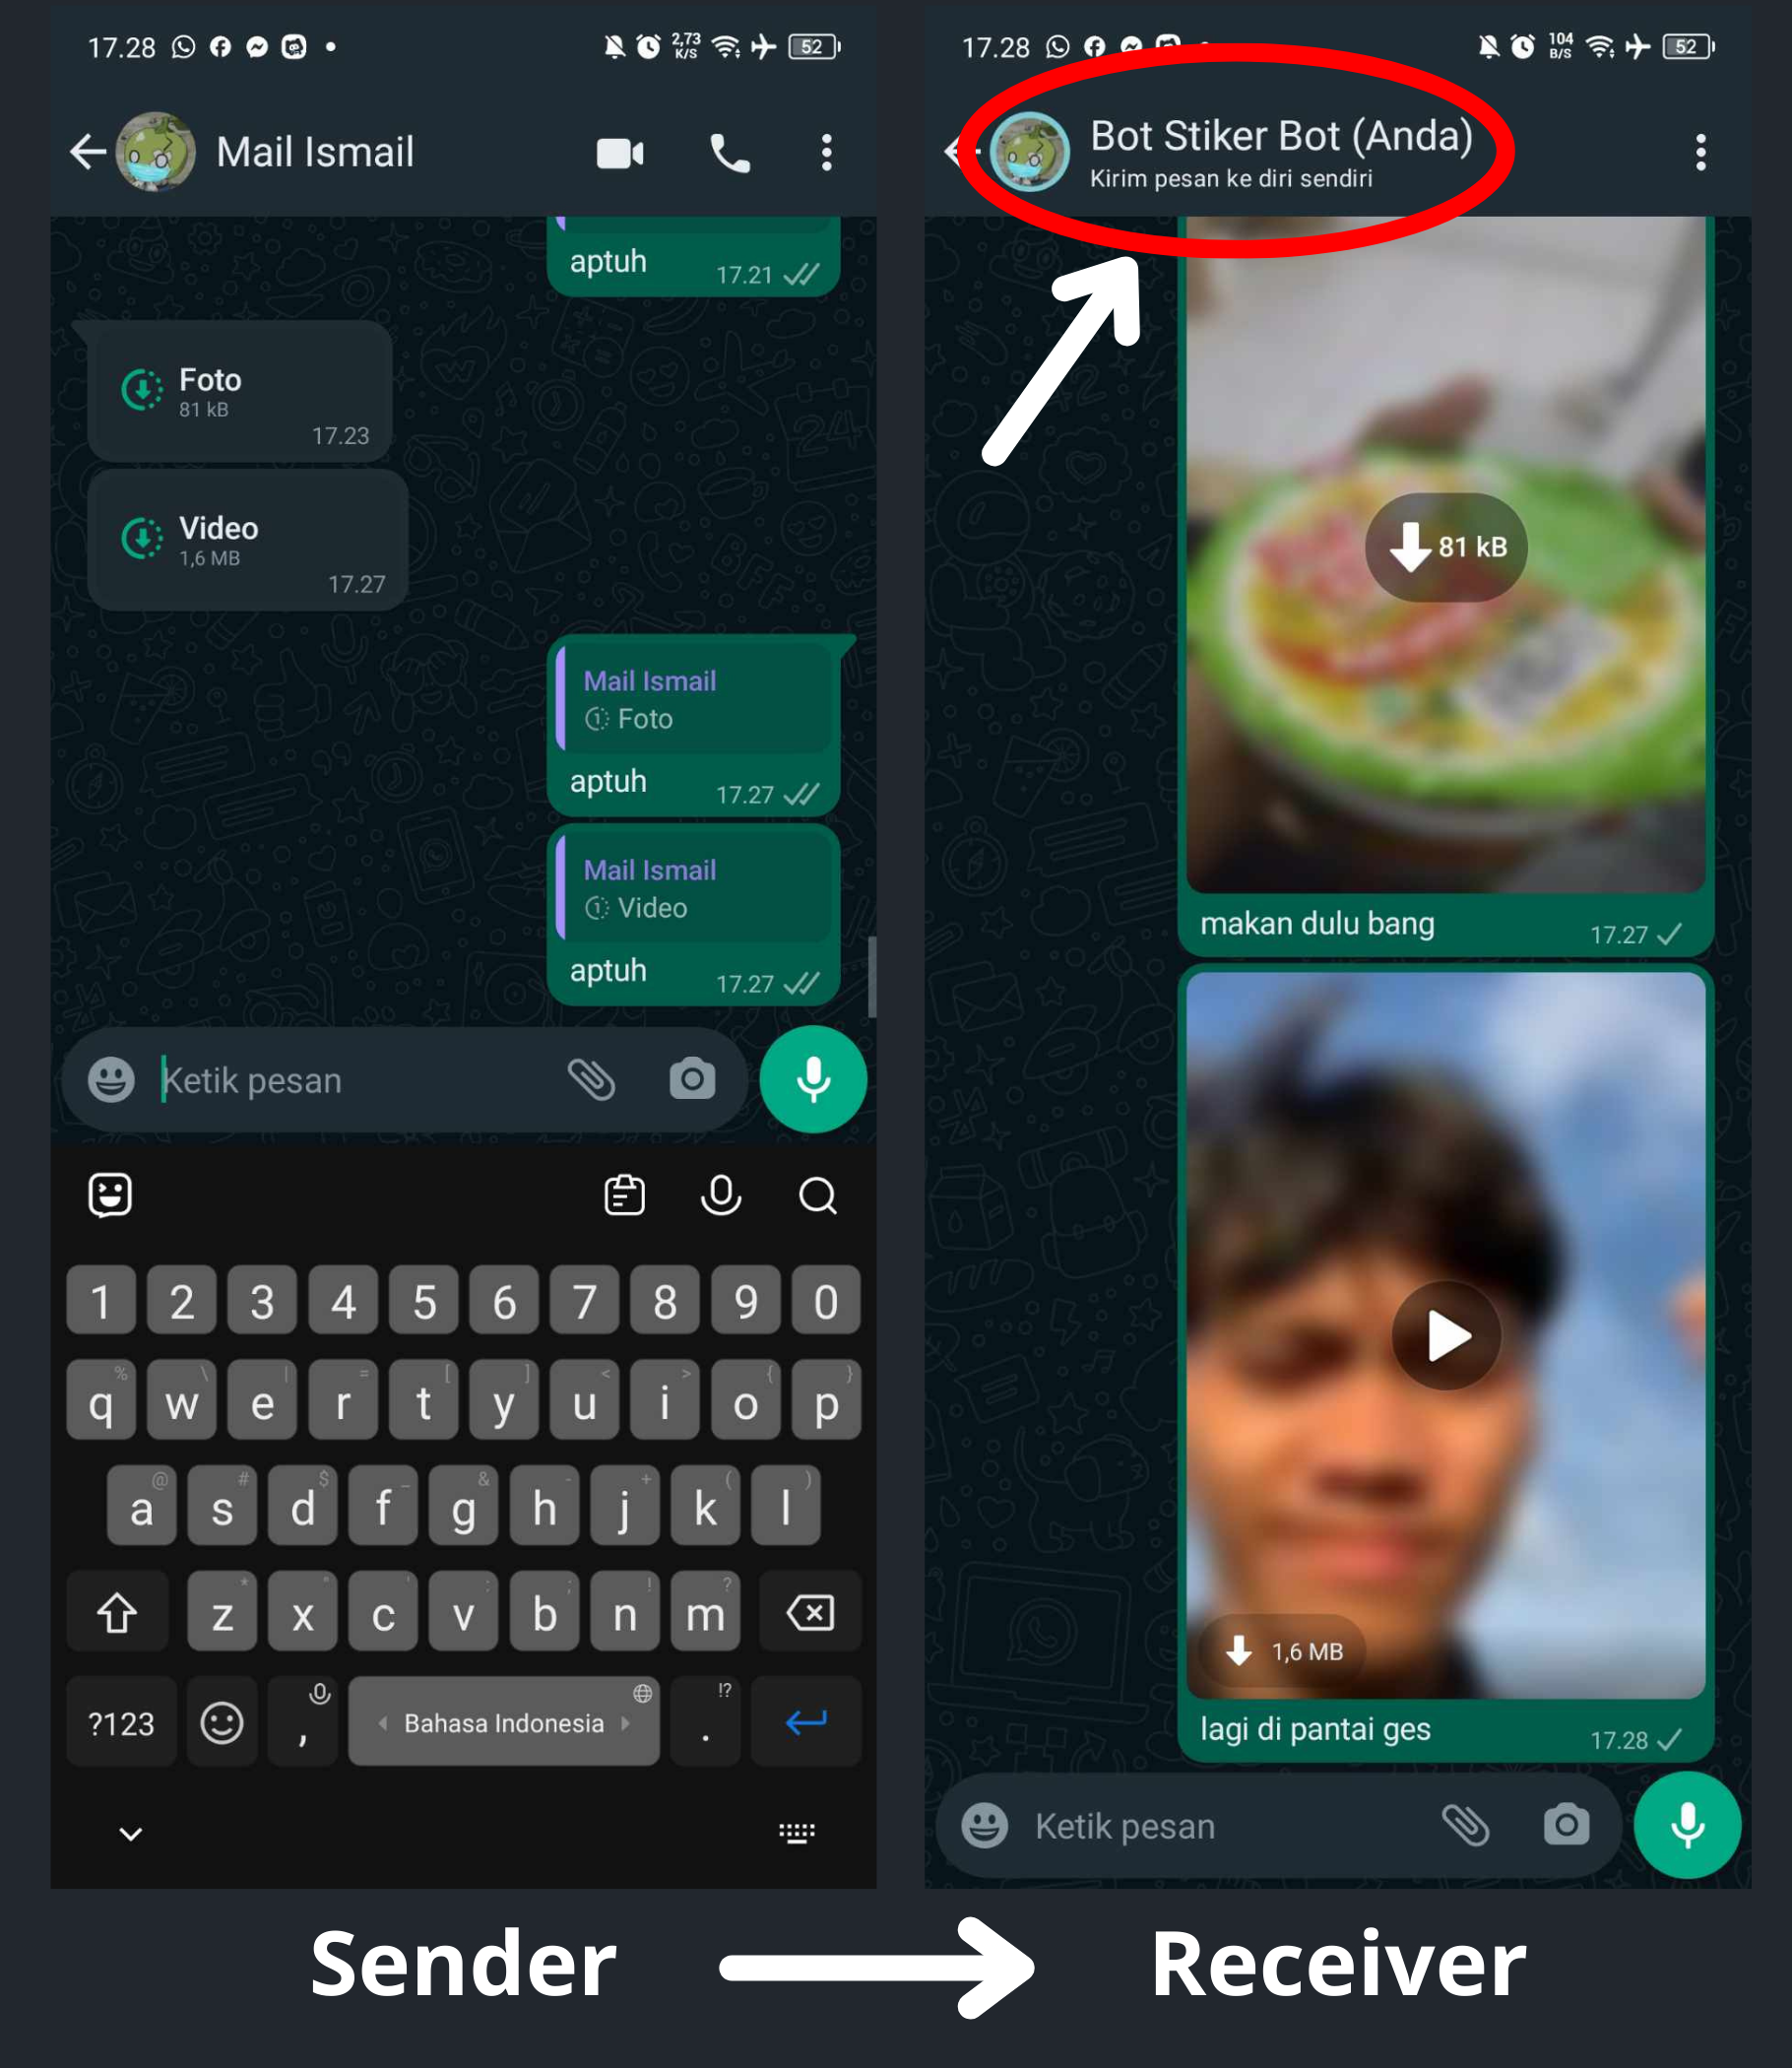 17.28
2,73
K/S
52
Mail Ismail
aptuh
17.21
Foto
81 kB
17.23
Video
1,6 MB
17.27
Mail Ismail
Foto
aptuh
17.27
Mail Ismail
Video
aptuh
17.27
Ketik pesan
1 2 3 4 5 6 7 8 9 0
q w e r t y u i o p
a s d f g h j k l
z x c v b n m
?123 , Bahasa Indonesia !? .
17.28
104
B/S
52
Bot Stiker Bot (Anda)
Kirim pesan ke diri sendiri
81 kB
makan dulu bang
17.27
1,6 MB
lagi di pantai ges
17.28
Ketik pesan
Sender
Receiver